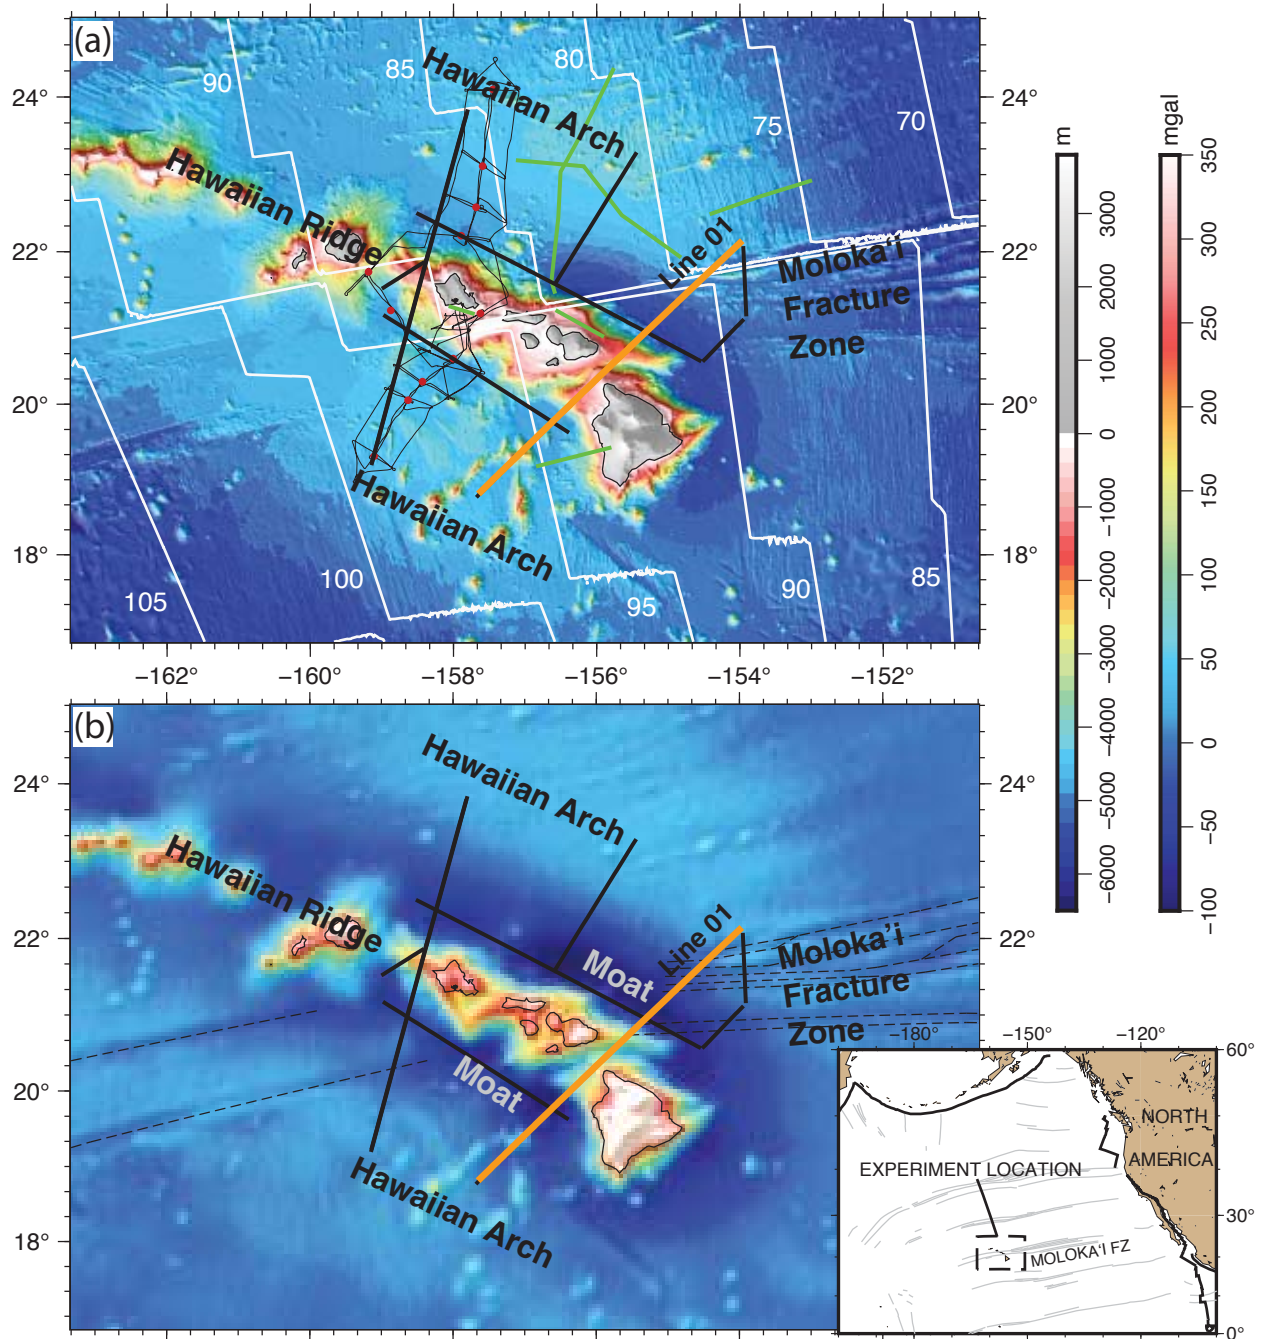 (a)
24°
22°
20°
18°
24°
22°
20°
18°
90
85
80
75
70
105
100
95
90
85
Hawaiian Arch
Hawaiian Ridge
Line 01
Moloka'i
Fracture
Zone
Hawaiian Arch
−162
−160
−158
−156
−154
−152
m
3000
2000
1000
0
−1000
−2000
−3000
−4000
−5000
−6000
mgal
350
300
250
200
150
100
50
0
−50
−100
(b)
24°
22°
20°
18°
24°
22°
20°
Hawaiian Arch
Hawaiian Ridge
Line 01
Moat
Moloka'i
Fracture
Zone
Moat
Hawaiian Arch
−180°
−150°
−120°
60°
30°
0°
NORTH
AMERICA
EXPERIMENT LOCATION
MOLOKA'I FZ